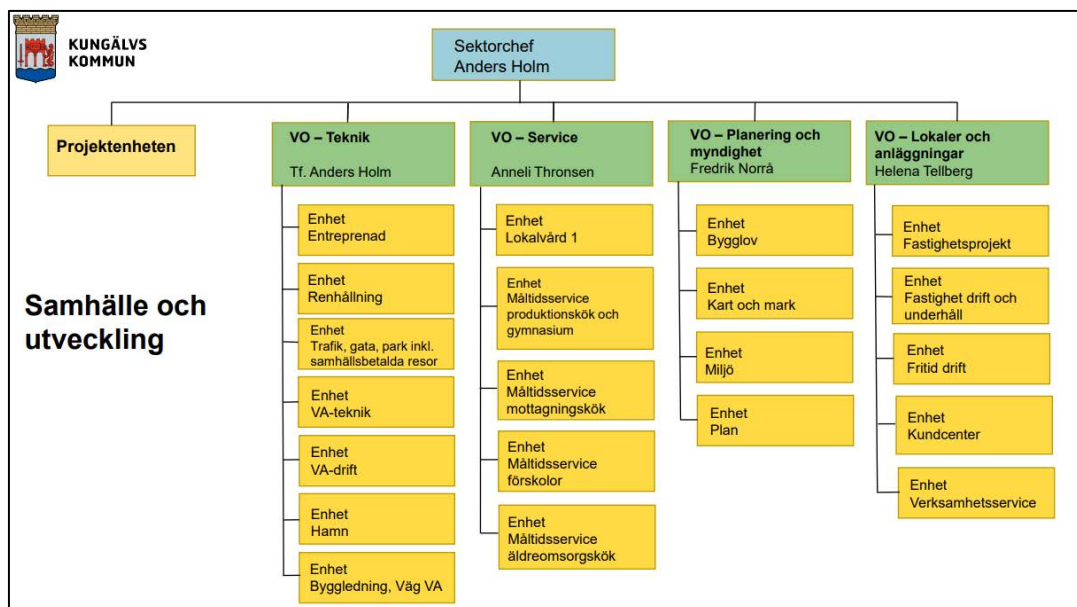 KUNGÄLVS
KOMMUN
Sektorchef
Anders Holm
Projektenheten
VO – Teknik
Tf. Anders Holm
VO – Service
Anneli Thronsen
VO – Planering och
myndighet
Fredrik Norrå
VO – Lokaler och
anläggningar
Helena Tellberg
Samhälle och
utveckling
Enhet
Entreprenad
Enhet
Renhållning
Enhet
Trafik, gata, park inkl.
samhällsbetalda resor
Enhet
VA-teknik
Enhet
VA-drift
Enhet
Hamn
Enhet
Byggledning, Väg VA
Enhet
Lokalvård 1
Enhet
Måltidsservice
produktionskök och
gymnasium
Enhet
Måltidsservice
mottagningskök
Enhet
Måltidsservice
förskolor
Enhet
Måltidsservice
äldreomsorgskök
Enhet
Bygglov
Enhet
Kart och mark
Enhet
Miljö
Enhet
Plan
Enhet
Fastighetsprojekt
Enhet
Fastighet drift och
underhåll
Enhet
Fritid drift
Enhet
Kundcenter
Enhet
Verksamhetsservice